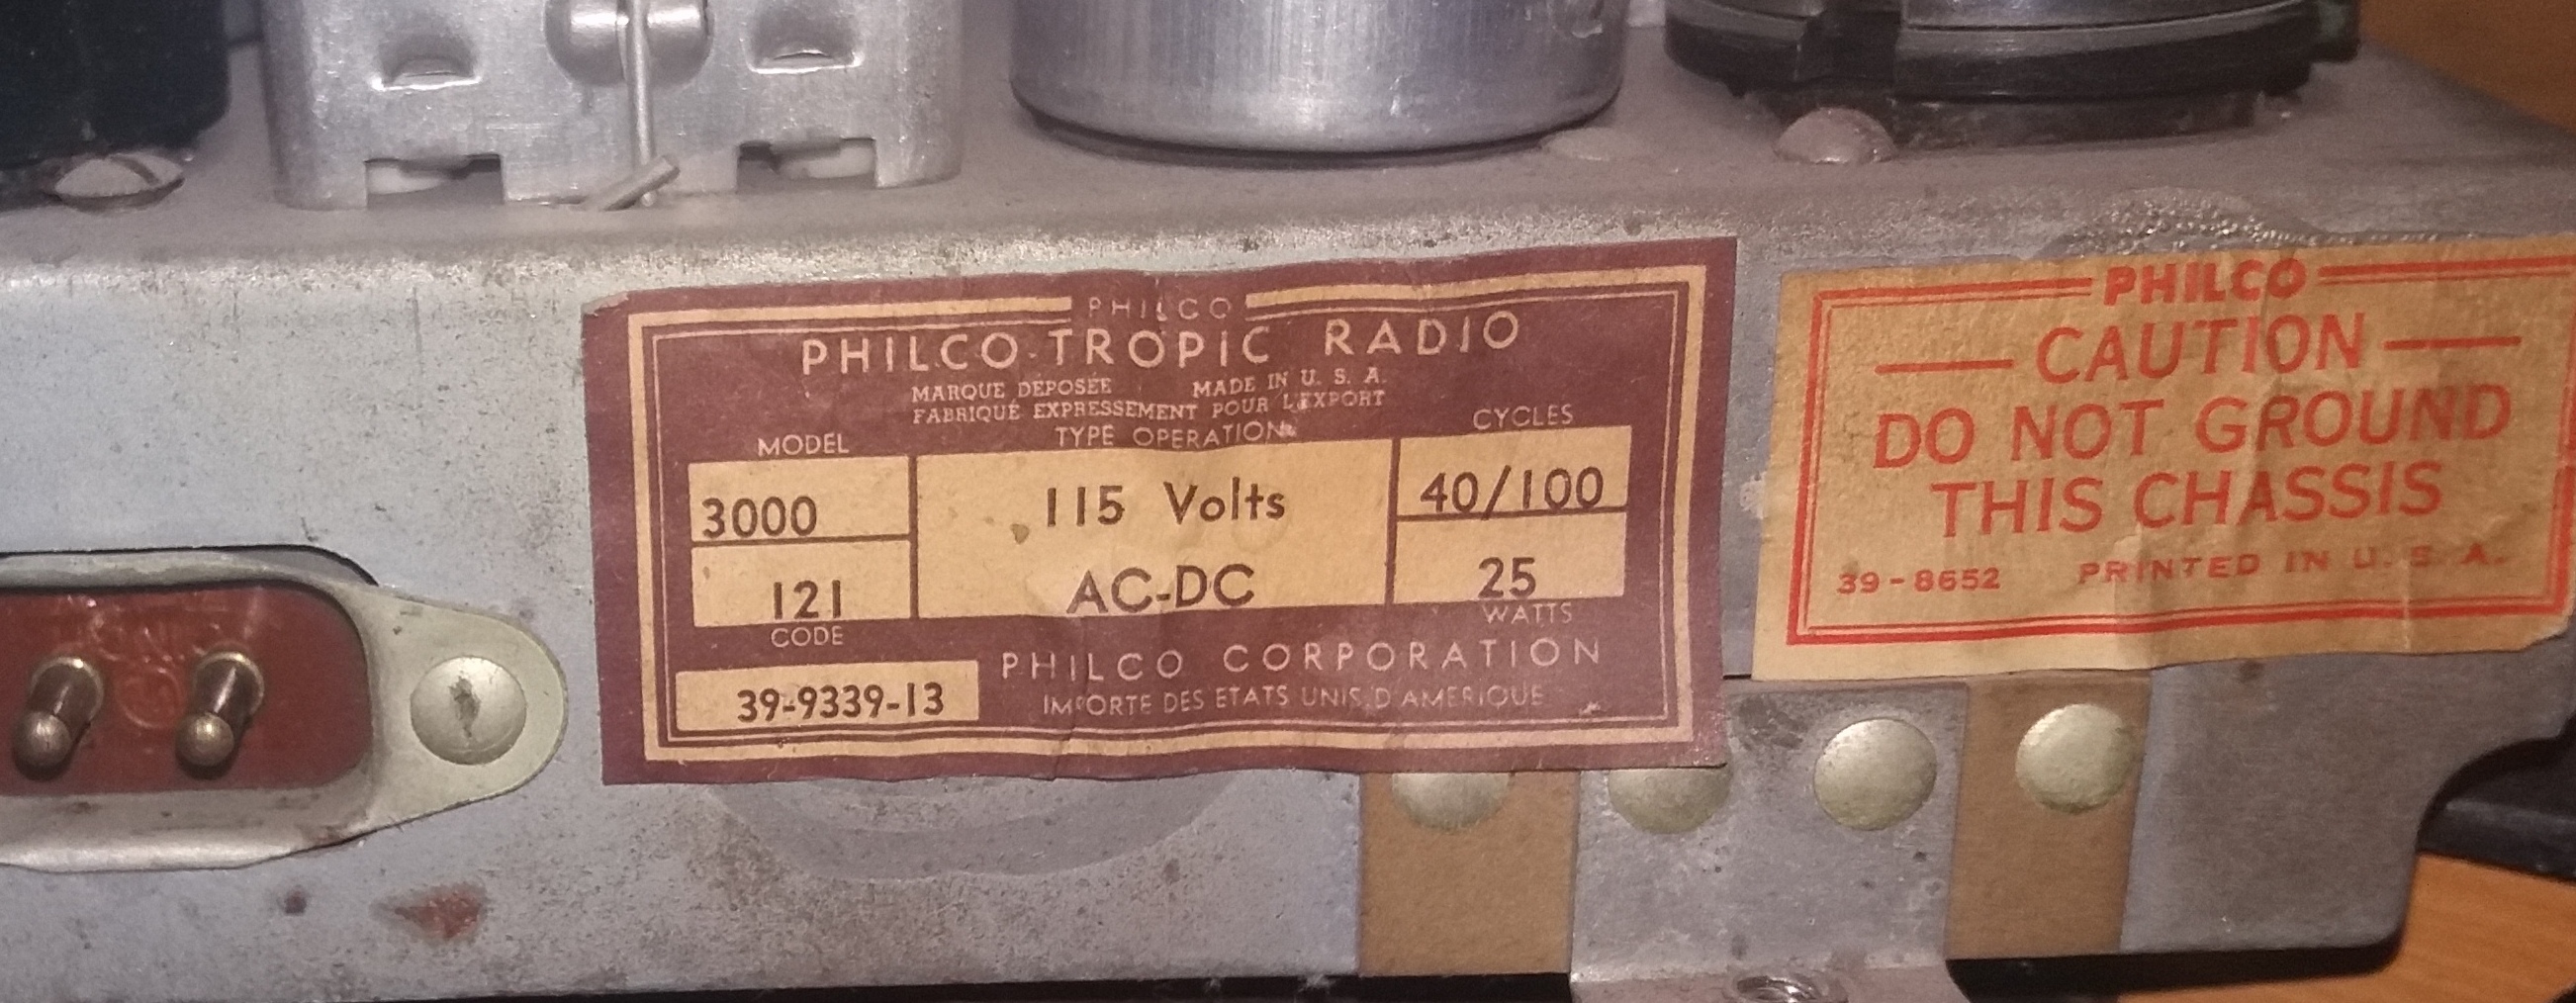 PHILCO
PHILCO-TROPIC RADIO
MARQUE DÉPOSÉE MADE IN U. S. A.
FABRIQUÉ EXPRESSEMENT POUR L'EXPORT
MODEL
TYPE OPERATION
CYCLES
3000
115 Volts
40/100
121
AC-DC
25
CODE
WATTS
39-9339-13
PHILCO CORPORATION
IMPORTE DES ETATS UNIS D'AMERIQUE
PHILCO
CAUTION
DO NOT GROUND
THIS CHASSIS
39-8652 PRINTED IN U. S. A.